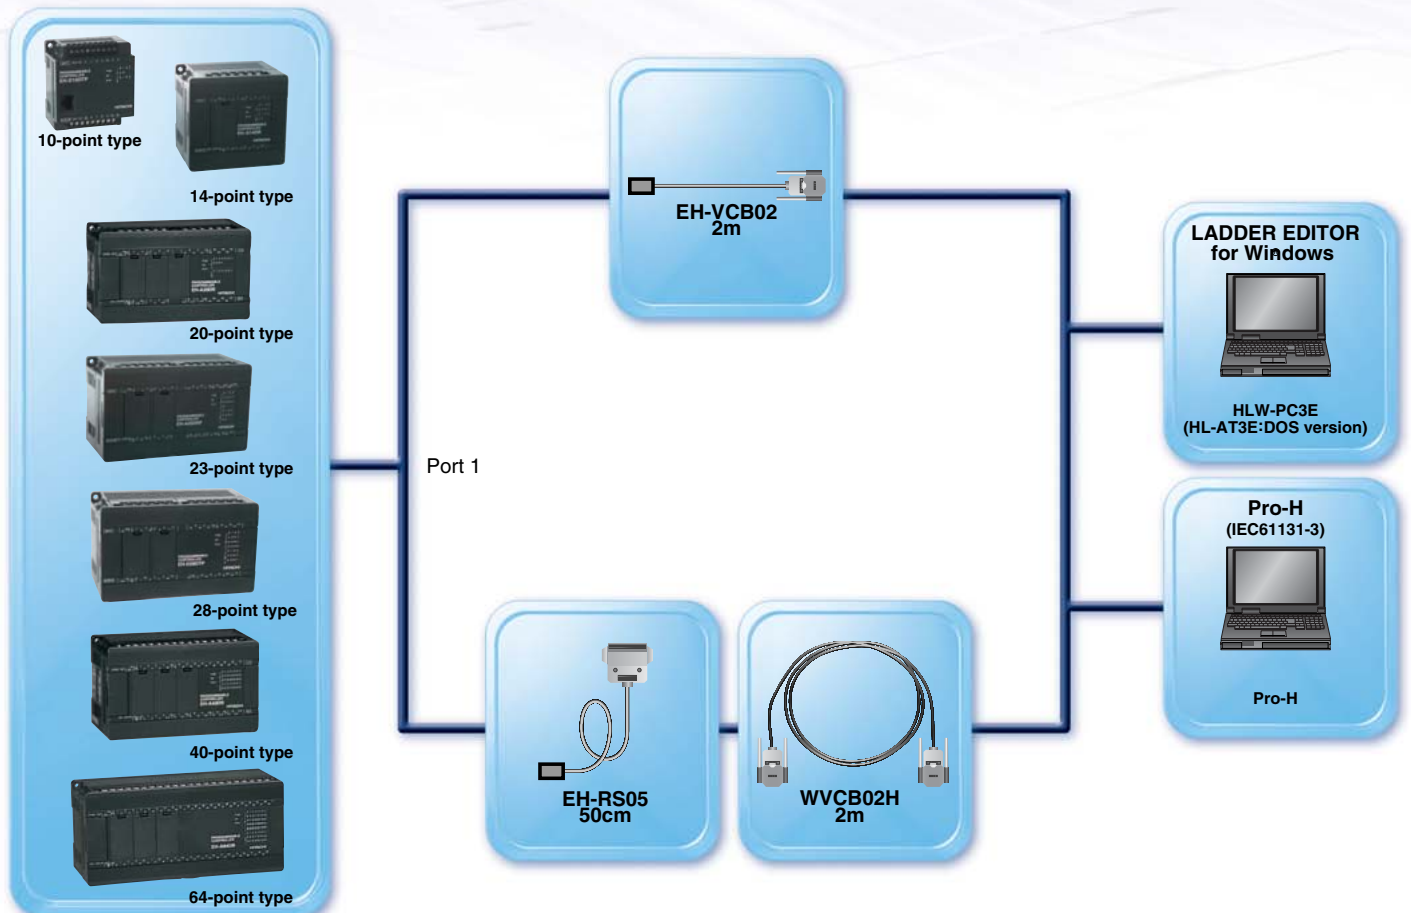 10-point type
14-point type
20-point type
23-point type
28-point type
40-point type
64-point type
Port 1
EH-VCB02
2m
EH-RS05
50cm
WVCB02H
2m
LADDER EDITOR
for Windows
HLW-PC3E
(HL-AT3E:DOS version)
Pro-H
(IEC61131-3)
Pro-H